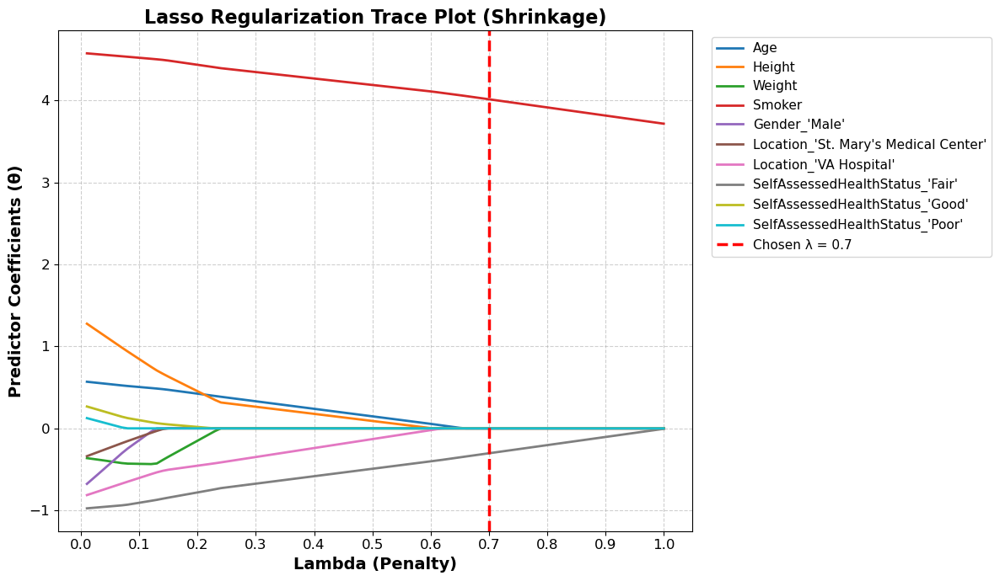 Lasso Regularization Trace Plot (Shrinkage)
Predictor Coefficients (θ)
4
3
2
1
0
−1
0.0 0.1 0.2 0.3 0.4 0.5 0.6 0.7 0.8 0.9 1.0
Lambda (Penalty)
Age
Height
Weight
Smoker
Gender_'Male'
Location_'St. Mary's Medical Center'
Location_'VA Hospital'
SelfAssessedHealthStatus_'Fair'
SelfAssessedHealthStatus_'Good'
SelfAssessedHealthStatus_'Poor'
Chosen λ = 0.7